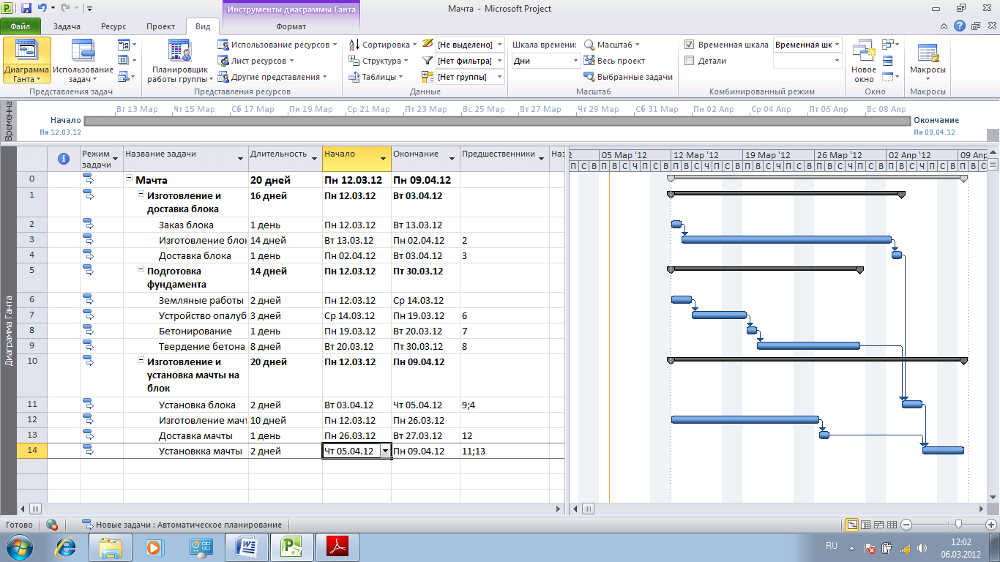 Инструменты диаграммы Ганта
Мачта - Microsoft Project
Файл Задача Ресурс Проект Вид Формат
Диаграмма Ганта
Использование задач
Планировщик работы группы
Использование ресурсов
Лист ресурсов
Другие представления
Сортировка
Структура
Таблицы
[Не выделено]
[Нет фильтра]
[Нет группы]
Шкала времени:
Дни
Масштаб
Весь проект
Выбранные задачи
Временная шкала
Временная шк
Детали
Новое окно
Макросы
Представления задач
Представления ресурсов
Данные
Масштаб
Комбинированный режим
Окно
Макросы
Временна
Вт 13 Мар Чт 15 Мар Сб 17 Мар Пн 19 Мар Ср 21 Мар Пт 23 Мар Вс 25 Мар Вт 27 Мар Чт 29 Мар Сб 31 Мар Пн 02 Апр Ср 04 Апр Пт 06 Апр Вс 08 Апр
Начало
Пн 12.03.12
Окончание
Пн 09.04.12
Диаграмма Ганта
Режим задачи Название задачи Длительность Начало Окончание Предшественники Наз
0 Мачта 20 дней Пн 12.03.12 Пн 09.04.12
1 Изготовление и доставка блока 16 дней Пн 12.03.12 Вт 03.04.12
2 Заказ блока 1 день Пн 12.03.12 Вт 13.03.12
3 Изготовление блок 14 дней Вт 13.03.12 Пн 02.04.12 2
4 Доставка блока 1 день Пн 02.04.12 Вт 03.04.12 3
5 Подготовка фундамента 14 дней Пн 12.03.12 Пт 30.03.12
6 Земляные работы 2 дней Пн 12.03.12 Ср 14.03.12
7 Устройство опалуб 3 дней Ср 14.03.12 Пн 19.03.12 6
8 Бетонирование 1 день Пн 19.03.12 Вт 20.03.12 7
9 Твердение бетона 8 дней Вт 20.03.12 Пт 30.03.12 8
10 Изготовление и установка мачты на блок 20 дней Пн 12.03.12 Пн 09.04.12
11 Установка блока 2 дней Вт 03.04.12 Чт 05.04.12 9;4
12 Изготовление мачт 10 дней Пн 12.03.12 Пн 26.03.12
13 Доставка мачты 1 день Пн 26.03.12 Вт 27.03.12 12
14 Установкка мачты 2 дней Чт 05.04.12 Пн 09.04.12 11;13
2 05 Мар '12 12 Мар '12 19 Мар '12 26 Мар '12 02 Апр '12 09 Апр
П С В В С Ч П С В П В С Ч П С В П В С Ч П С В П В С Ч П С В П В С Ч П С В П В С
Готово
Новые задачи : Автоматическое планирование
RU
12:02
06.03.2012